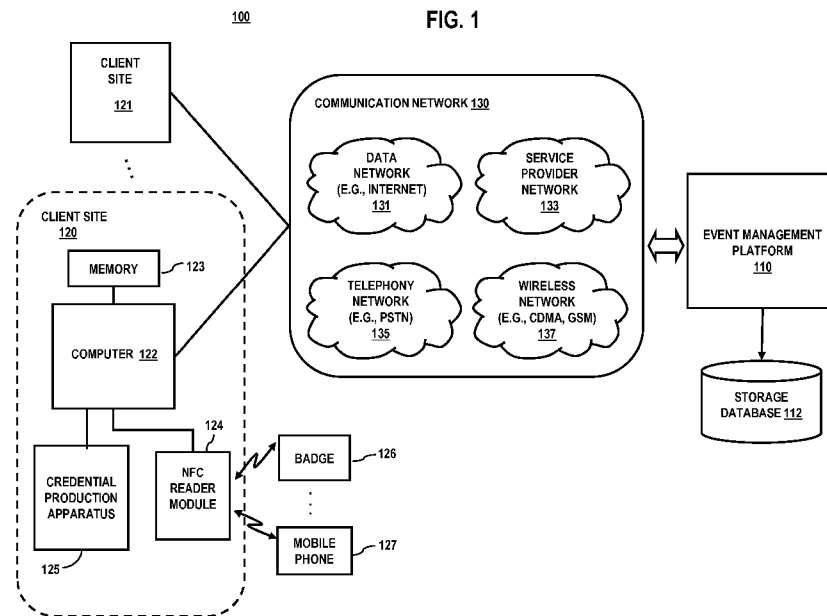 100
FIG. 1
CLIENT
SITE
121
CLIENT SITE
120
MEMORY
123
COMPUTER 122
CREDENTIAL
PRODUCTION
APPARATUS
125
124
NFC
READER
MODULE
BADGE
126
MOBILE
PHONE
127
COMMUNICATION NETWORK 130
DATA
NETWORK
(E.G., INTERNET)
131
SERVICE
PROVIDER
NETWORK
133
TELEPHONY
NETWORK
(E.G., PSTN)
135
WIRELESS
NETWORK
(E.G., CDMA, GSM)
137
EVENT MANAGEMENT
PLATFORM
110
STORAGE
DATABASE 112